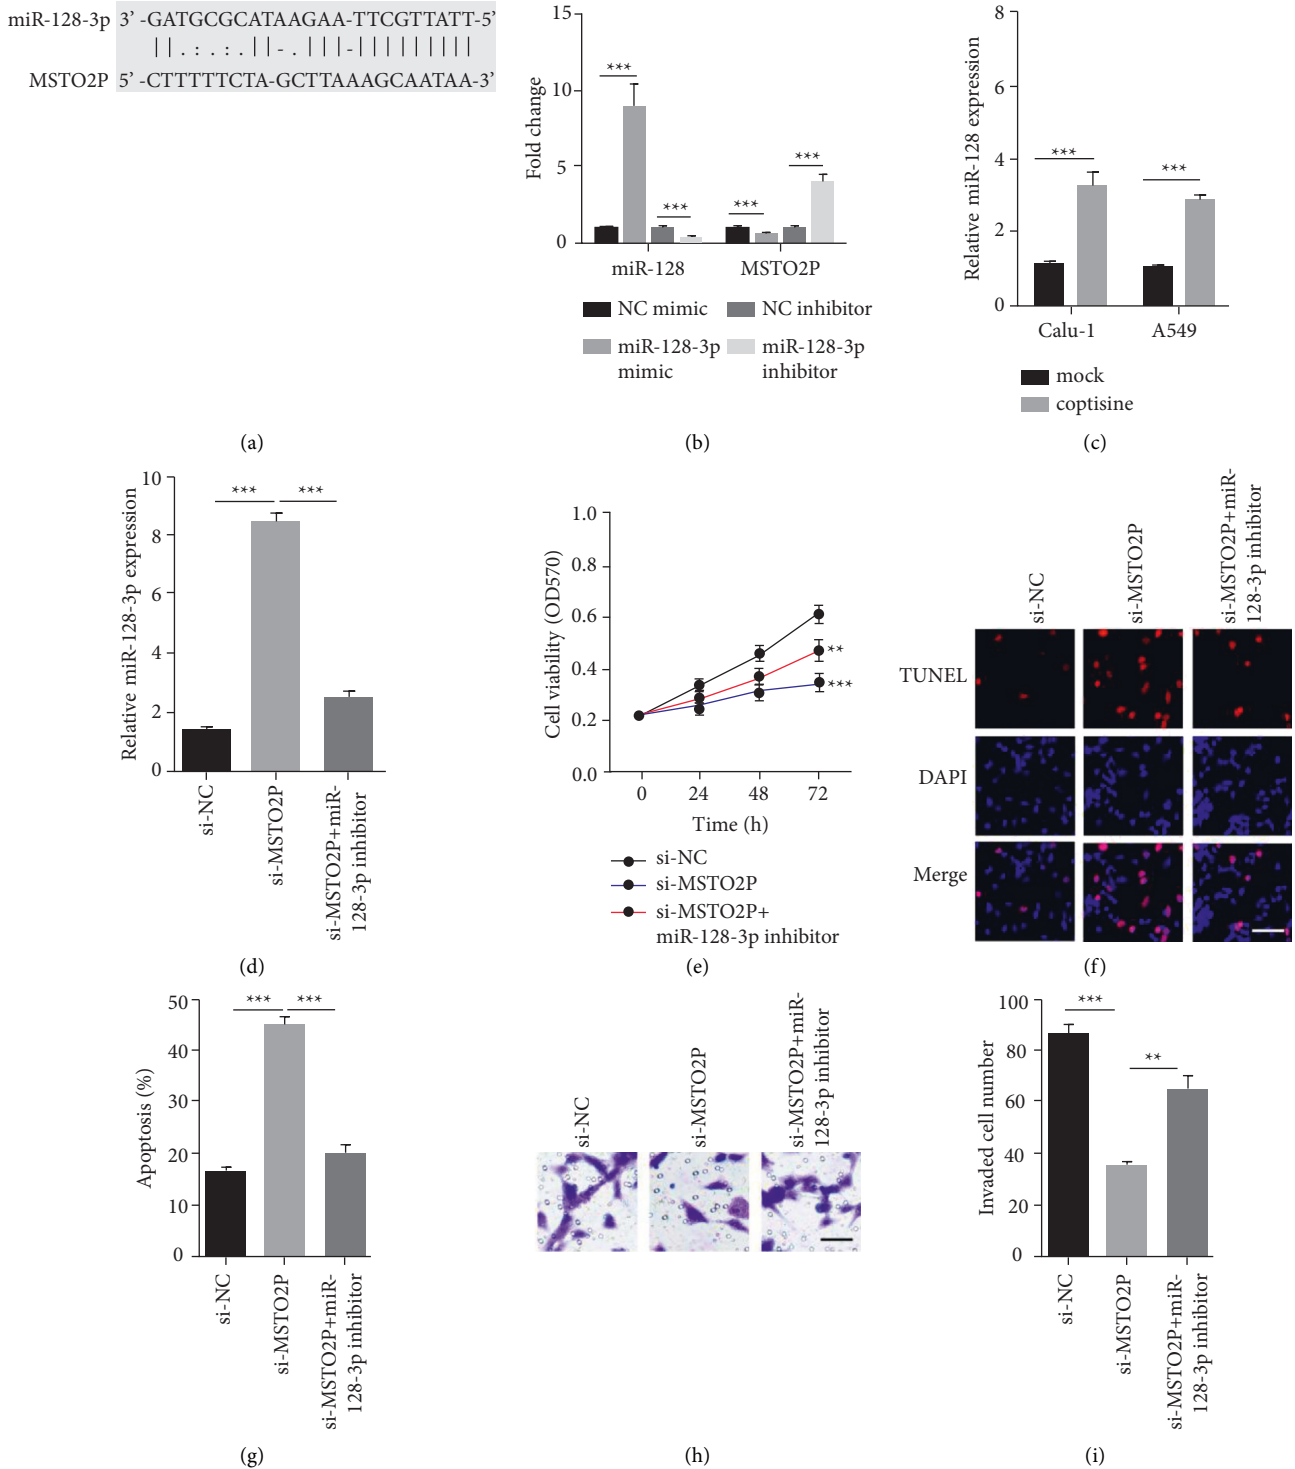 miR-128-3p 3’ -GATGCGCATAAGAA-TTCGTTATT-5’
||.:.:.||-.|||-|||||||||
MSTO2P 5’ -CTTTTTCTA-GCTTAAAGCAATAA-3’
(a)
Fold change
15
10
5
0
***
***
***
***
miR-128 MSTO2P
NC mimic NC inhibitor
miR-128-3p miR-128-3p
mimic inhibitor
(b)
Relative miR-128 expression
8
6
4
2
0
***
***
Calu-1 A549
mock
coptisine
(c)
Relative miR-128-3p expression
10
8
6
4
2
0
*** ***
si-NC
si-MSTO2P
si-MSTO2P+miR-
128-3p inhibitor
(d)
Cell viability (OD570)
1.0
0.8
0.6
0.4
0.2
0.0
**
***
0 24 48 72
Time (h)
si-NC
si-MSTO2P
si-MSTO2P+
miR-128-3p inhibitor
(e)
si-NC
si-MSTO2P
si-MSTO2P+miR-
128-3p inhibitor
TUNEL
DAPI
Merge
(f)
Apoptosis (%)
50
40
30
20
10
0
*** ***
si-NC
si-MSTO2P
si-MSTO2P+miR-
128-3p inhibitor
(g)
si-NC
si-MSTO2P
si-MSTO2P+miR-
128-3p inhibitor
(h)
Invaded cell number
100
80
60
40
20
0
***
**
si-NC
si-MSTO2P
si-MSTO2P+miR-
128-3p inhibitor
(i)